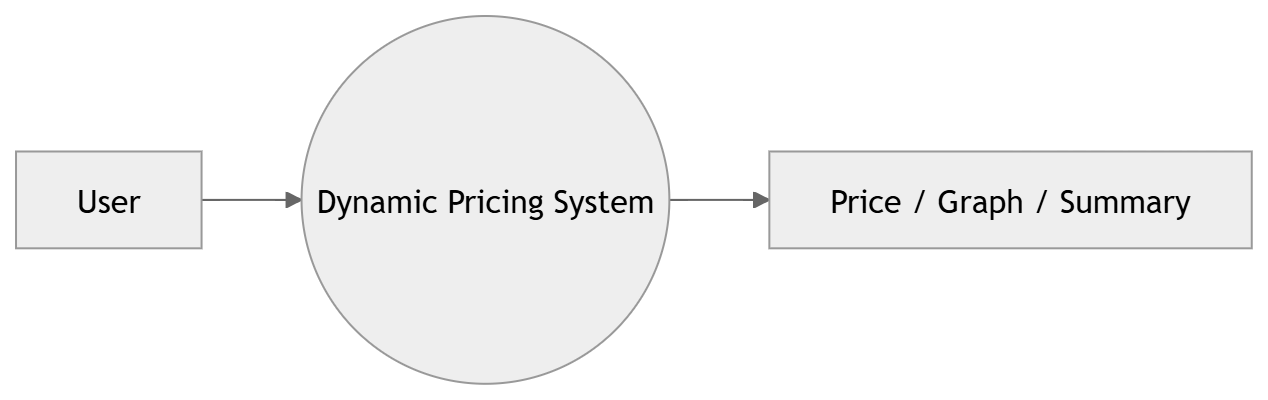 User
Dynamic Pricing System
Price / Graph / Summary